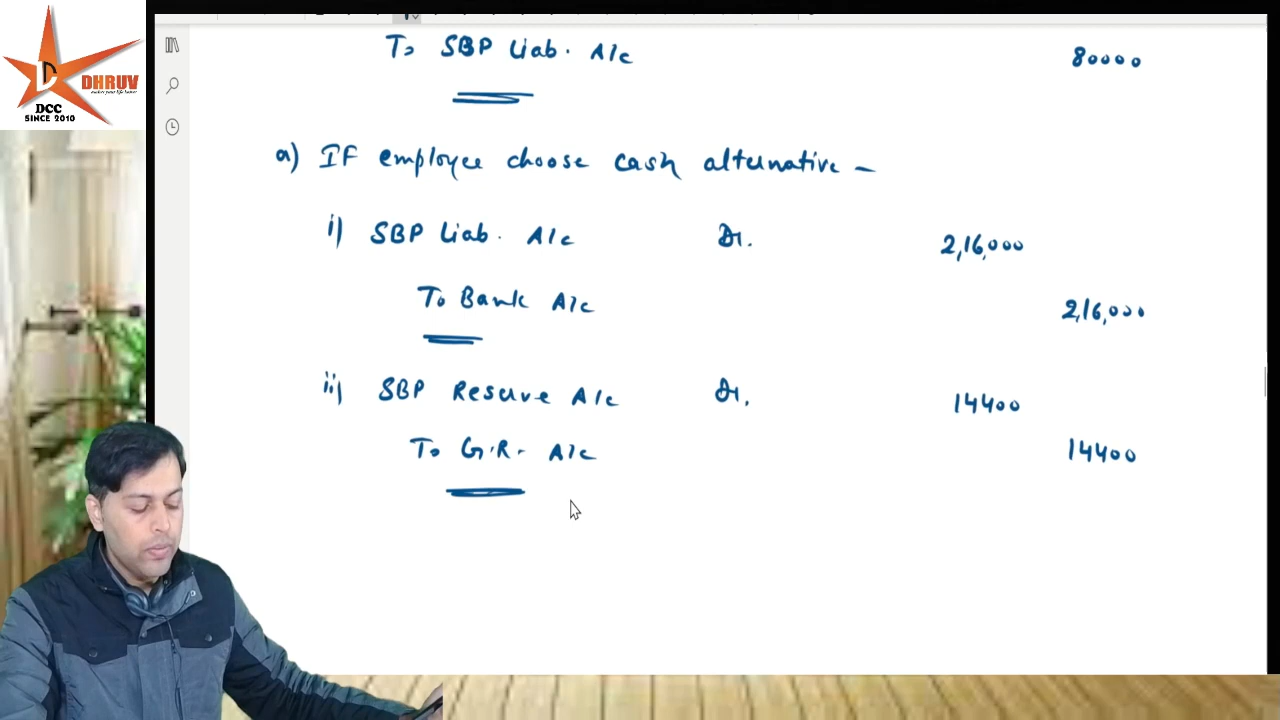 D
DHRUV
DCC
SINCE 2010
To SBP Liab. A/c 80000
a) IF employee choose cash alternative –
i) SBP Liab. A/c Dr. 2,16,000
To Bank A/c 2,16,000
ii) SBP Reserve A/c Dr. 14400
To G.R. A/c 14400